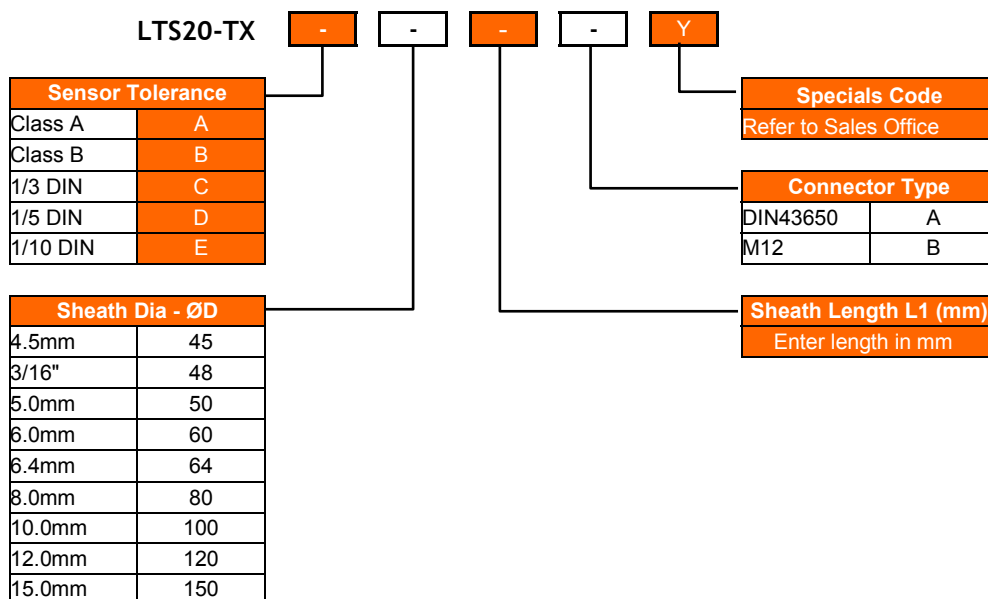 LTS20-TX - - - - Y
Sensor Tolerance
Class A A
Class B B
1/3 DIN C
1/5 DIN D
1/10 DIN E
Sheath Dia - ØD
4.5mm 45
3/16" 48
5.0mm 50
6.0mm 60
6.4mm 64
8.0mm 80
10.0mm 100
12.0mm 120
15.0mm 150
Specials Code
Refer to Sales Office
Connector Type
DIN43650 A
M12 B
Sheath Length L1 (mm)
Enter length in mm